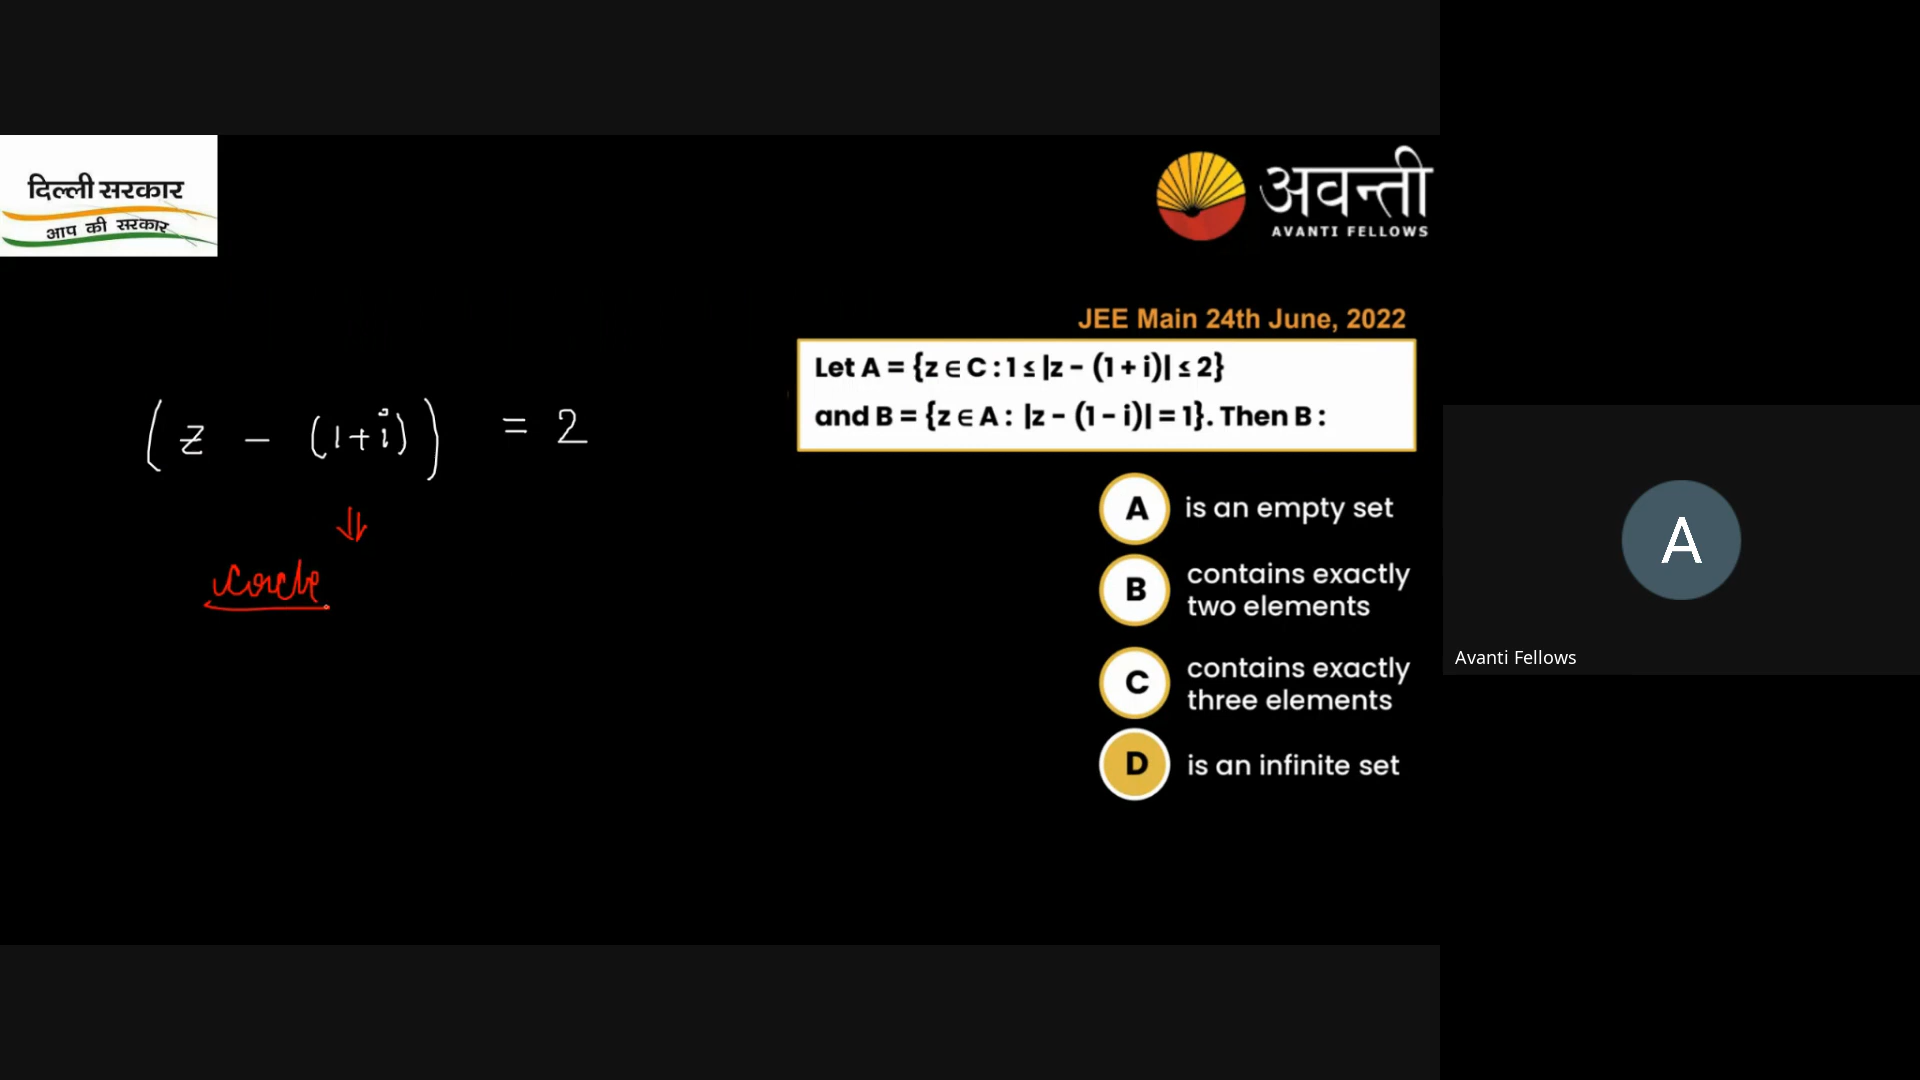 दिल्ली सरकार
आप की सरकार
अवन्ती
AVANTI FELLOWS
JEE Main 24th June, 2022
Let A = {z ∈ C : 1 ≤ |z − (1 + i)| ≤ 2}
and B = {z ∈ A : |z − (1 − i)| = 1}. Then B :
(z − (1+i)) = 2
⇓
circle
A is an empty set
B contains exactly
two elements
C contains exactly
three elements
D is an infinite set
A
Avanti Fellows